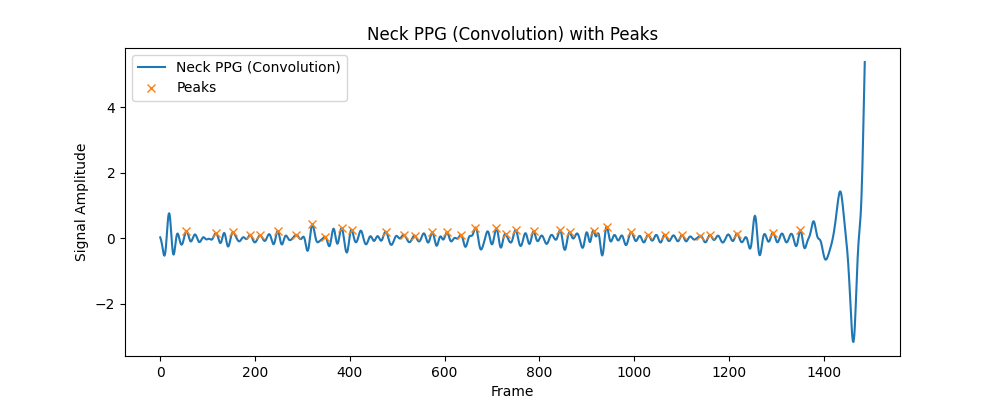 Neck PPG (Convolution) with Peaks
Neck PPG (Convolution)
Peaks
Signal Amplitude
4
2
0
−2
0 200 400 600 800 1000 1200 1400
Frame